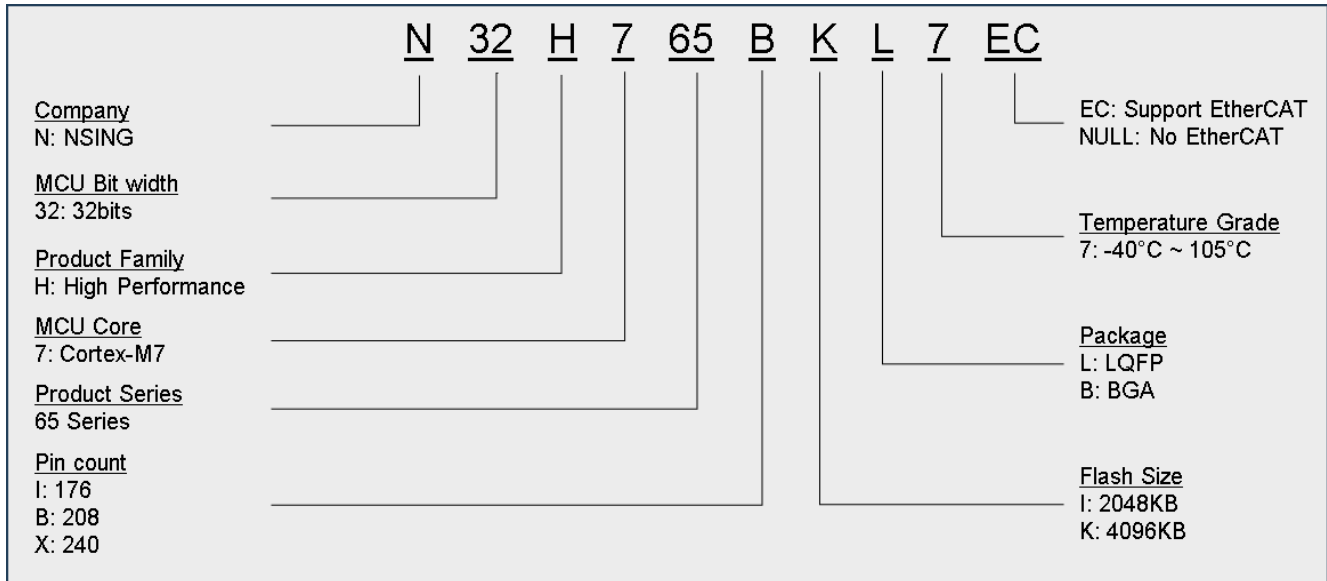 N 32 H 7 65 B K L 7 EC
Company
N: NSING
MCU Bit width
32: 32bits
Product Family
H: High Performance
MCU Core
7: Cortex-M7
Product Series
65 Series
Pin count
I: 176
B: 208
X: 240
EC: Support EtherCAT
NULL: No EtherCAT
Temperature Grade
7: -40°C ~ 105°C
Package
L: LQFP
B: BGA
Flash Size
I: 2048KB
K: 4096KB